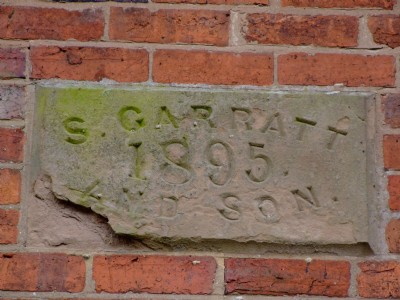 S. GARRATT
1895.
AND SON.